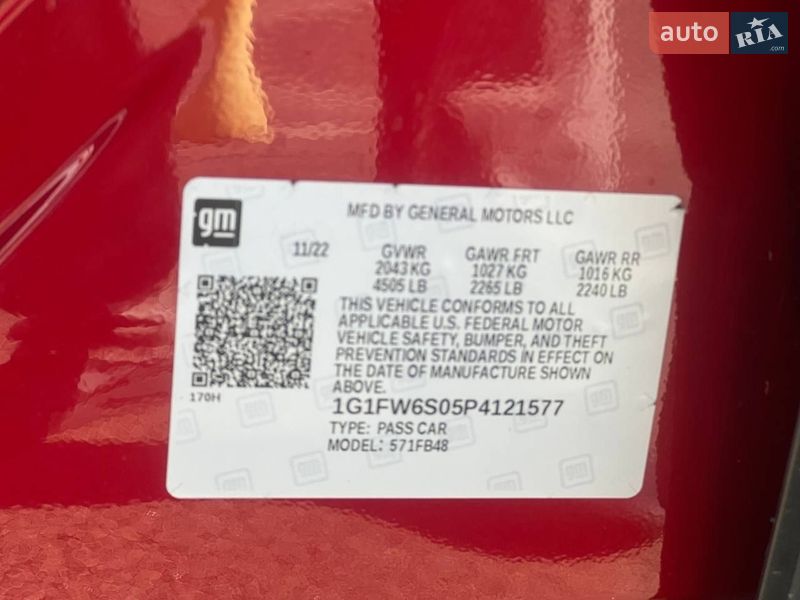 auto RIA .com
gm
MFD BY GENERAL MOTORS LLC
11/22 GVWR GAWR FRT GAWR RR
2043 KG 1027 KG 1016 KG
4505 LB 2265 LB 2240 LB
THIS VEHICLE CONFORMS TO ALL
APPLICABLE U.S. FEDERAL MOTOR
VEHICLE SAFETY, BUMPER, AND THEFT
PREVENTION STANDARDS IN EFFECT ON
THE DATE OF MANUFACTURE SHOWN
ABOVE.
170H
1G1FW6S05P4121577
TYPE: PASS CAR
MODEL: 571FB48